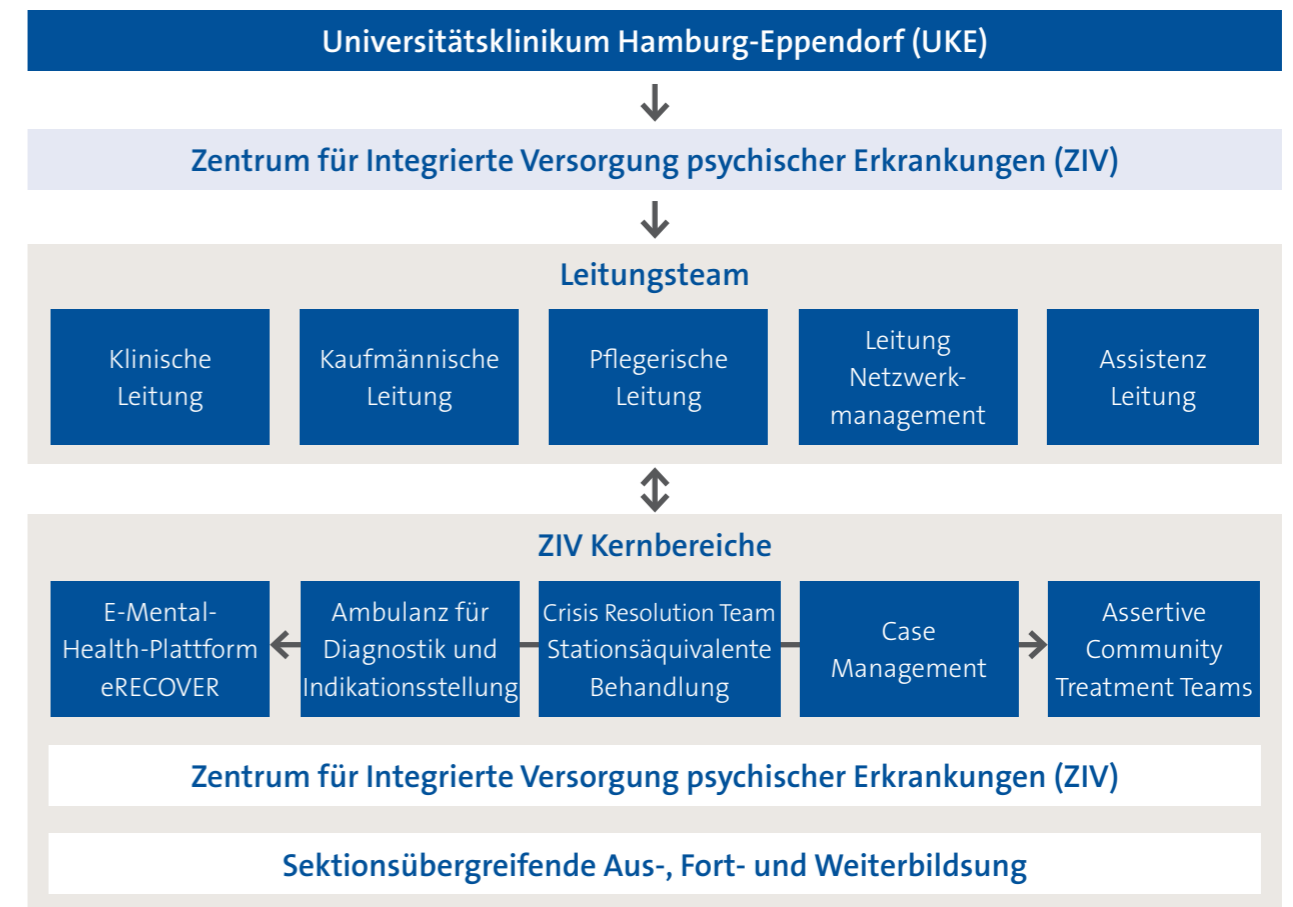 Universitätsklinikum Hamburg-Eppendorf (UKE)
Zentrum für Integrierte Versorgung psychischer Erkrankungen (ZIV)
Leitungsteam
Klinische
Leitung
Kaufmännische
Leitung
Pflegerische
Leitung
Leitung
Netzwerk-
management
Assistenz
Leitung
ZIV Kernbereiche
E-Mental-
Health-Plattform
eRECOVER
Ambulanz für
Diagnostik und
Indikationsstellung
Crisis Resolution Team
Stationsäquivalente
Behandlung
Case
Management
Assertive
Community
Treatment Teams
Zentrum für Integrierte Versorgung psychischer Erkrankungen (ZIV)
Sektionsübergreifende Aus-, Fort- und Weiterbildsung